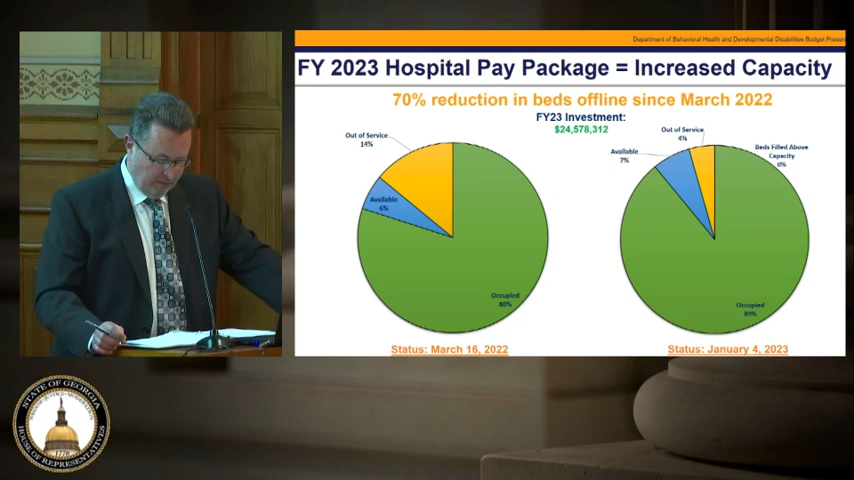 Department of Behavioral Health and Developmental Disabilities Budget Presen
FY 2023 Hospital Pay Package = Increased Capacity
70% reduction in beds offline since March 2022
FY23 Investment:
$24,578,312
Out of Service
14%
Available
6%
Occupied
80%
Status: March 16, 2022
Out of Service
4%
Available
7%
Beds Filled Above
Capacity
0%
Occupied
89%
Status: January 4, 2023
STATE OF GEORGIA
HOUSE OF REPRESENTATIVES
1776